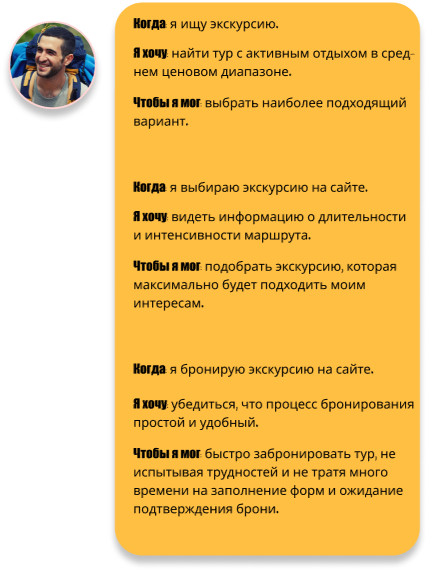 Когда: я ищу экскурсию.
Я хочу: найти тур с активным отдыхом в сред-
нем ценовом диапазоне.
Чтобы я мог: выбрать наиболее подходящий
вариант.
Когда: я выбираю экскурсию на сайте.
Я хочу: видеть информацию о длительности
и интенсивности маршрута.
Чтобы я мог: подобрать экскурсию, которая
максимально будет подходить моим
интересам.
Когда: я бронирую экскурсию на сайте.
Я хочу: убедиться, что процесс бронирования
простой и удобный.
Чтобы я мог: быстро забронировать тур, не
испытывая трудностей и не тратя много
времени на заполнение форм и ожидание
подтверждения брони.